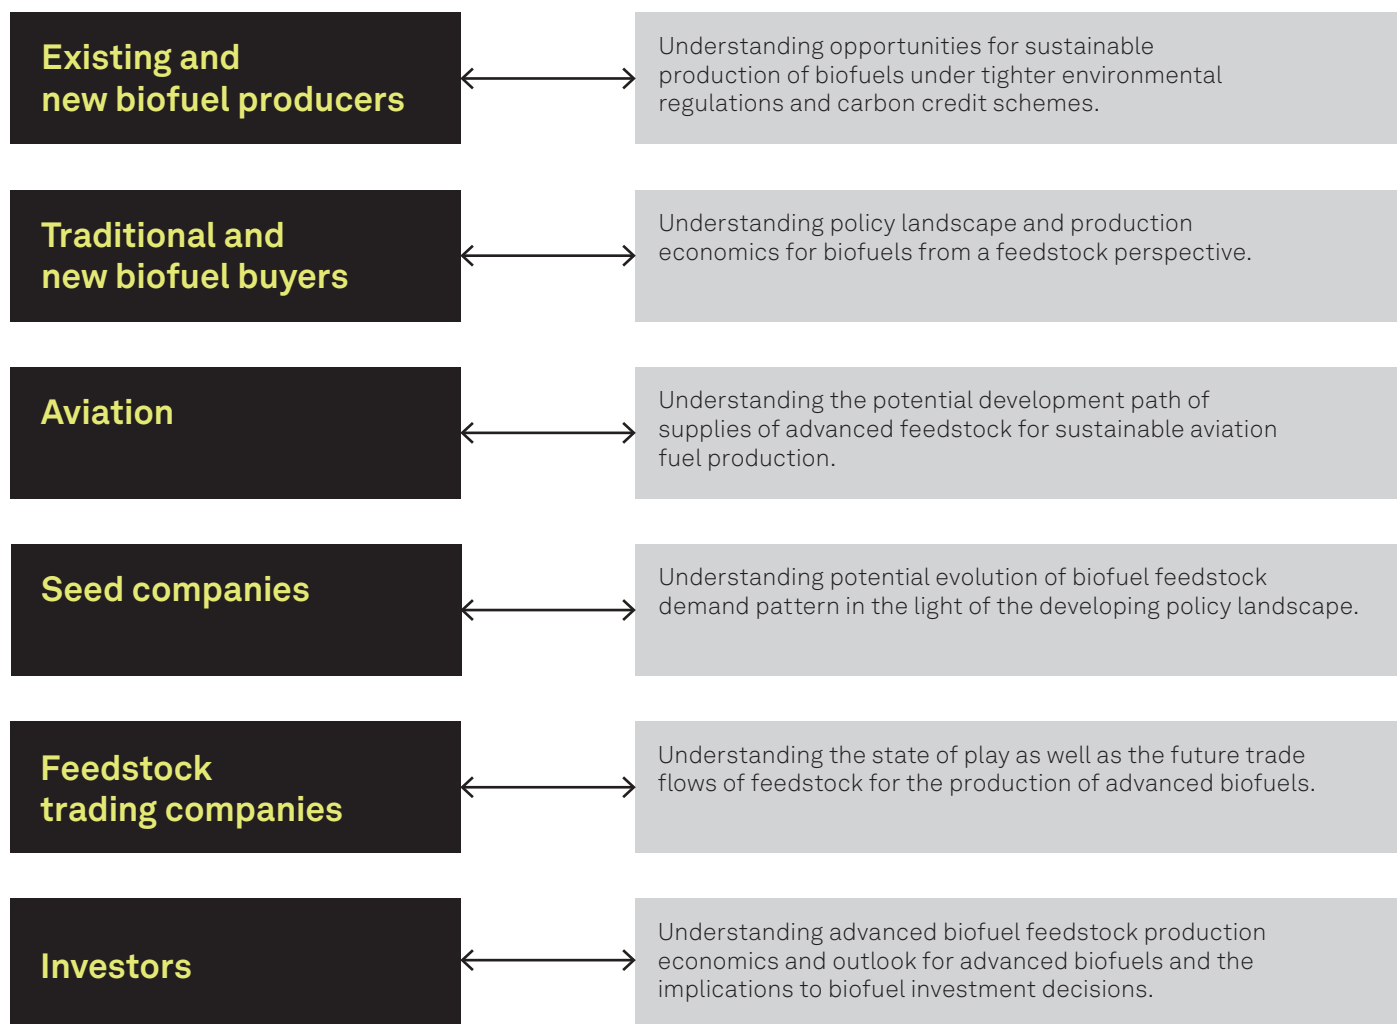 Existing and
new biofuel producers
Understanding opportunities for sustainable
production of biofuels under tighter environmental
regulations and carbon credit schemes.
Traditional and
new biofuel buyers
Understanding policy landscape and production
economics for biofuels from a feedstock perspective.
Aviation
Understanding the potential development path of
supplies of advanced feedstock for sustainable aviation
fuel production.
Seed companies
Understanding potential evolution of biofuel feedstock
demand pattern in the light of the developing policy landscape.
Feedstock
trading companies
Understanding the state of play as well as the future trade
flows of feedstock for the production of advanced biofuels.
Investors
Understanding advanced biofuel feedstock production
economics and outlook for advanced biofuels and the
implications to biofuel investment decisions.